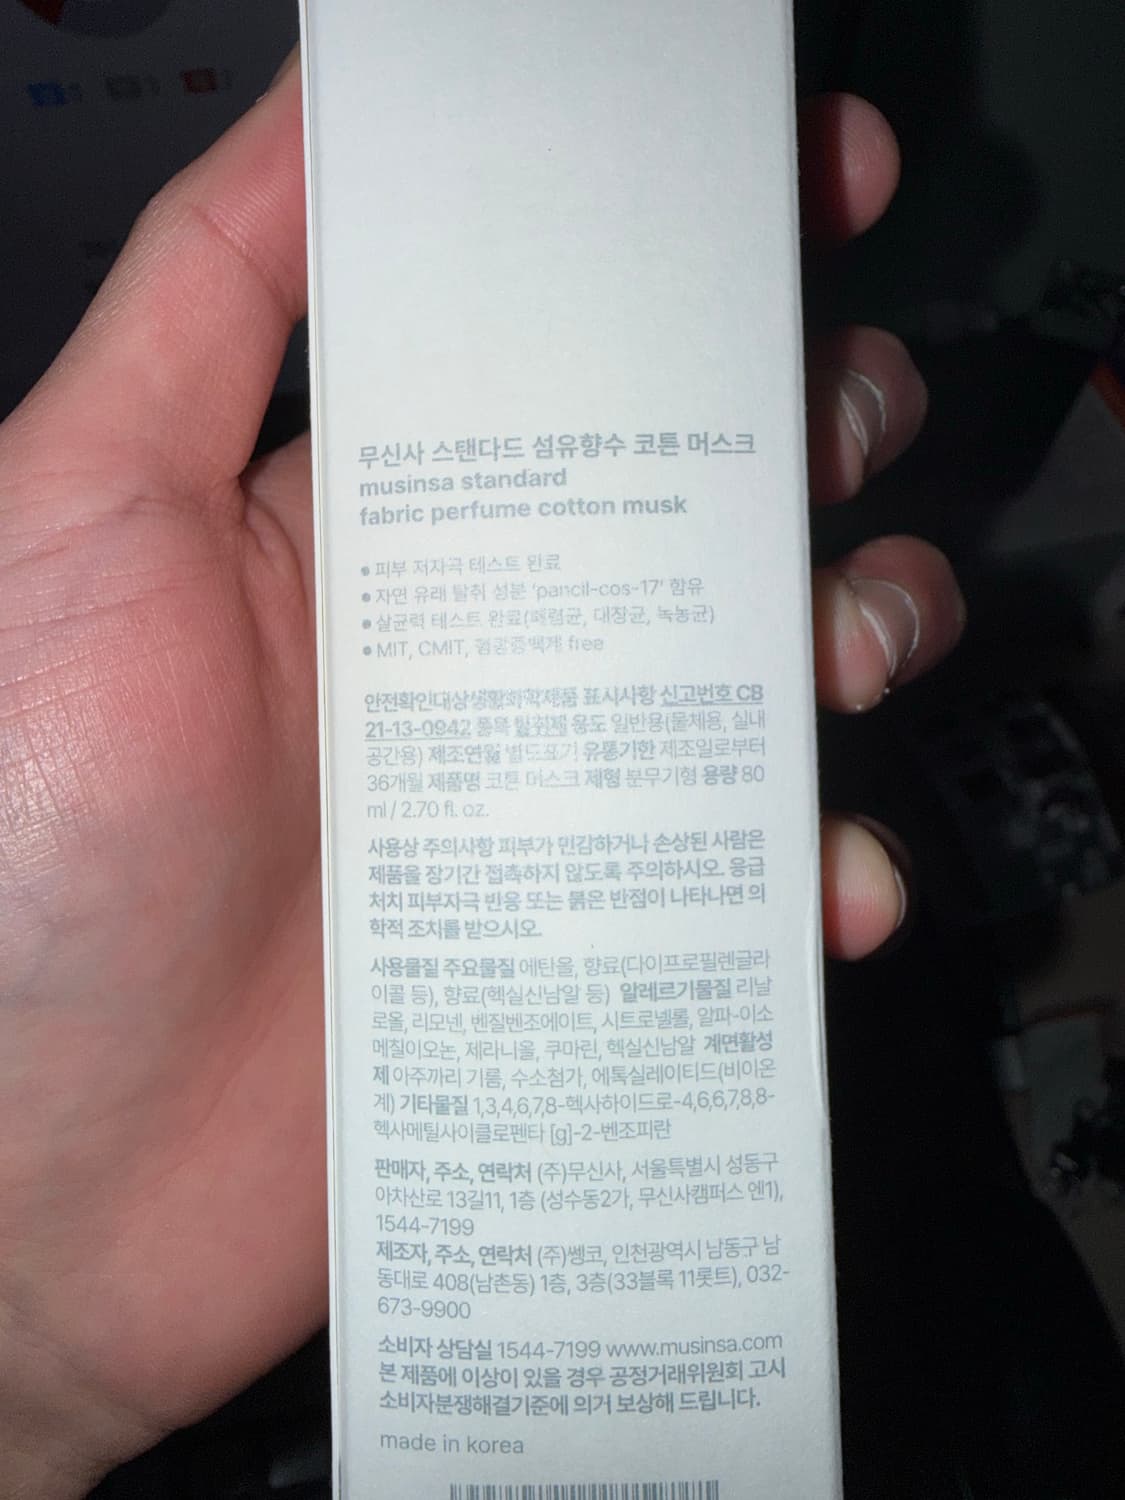 무신사 스탠다드 섬유향수 코튼 머스크
musinsa standard
fabric perfume cotton musk
• 피부 저자극 테스트 완료
• 자연 유래 탈취 성분 ‘pancil-cos-17’ 함유
• 살균력 테스트 완료(폐렴균, 대장균, 녹농균)
• MIT, CMIT, 형광증백제 free
안전확인대상생활화학제품 표시사항 신고번호 CB
21-13-0942 품목 탈취제 용도 일반용(물체용, 실내
공간용) 제조연월 별도표기 유통기한 제조일로부터
36개월 제품명 코튼 머스크 제형 분무기형 용량 80
ml / 2.70 fl. oz.
사용상 주의사항 피부가 민감하거나 손상된 사람은
제품을 장기간 접촉하지 않도록 주의하시오. 응급
처치 피부자극 반응 또는 붉은 반점이 나타나면 의
학적 조치를 받으시오.
사용물질 주요물질 에탄올, 향료(다이프로필렌글라
이콜 등), 향료(헥실신남알 등) 알레르기물질 리날
로올, 리모넨, 벤질벤조에이트, 시트로넬롤, 알파-이소
메칠이오논, 제라니올, 쿠마린, 헥실신남알 계면활성
제 아주까리 기름, 수소첨가, 에톡실레이티드(비이온
계) 기타물질 1,3,4,6,7,8-헥사하이드로-4,6,6,7,8,8-
헥사메틸사이클로펜타 [g]-2-벤조피란
판매자, 주소, 연락처 (주)무신사, 서울특별시 성동구
아차산로 13길11, 1층 (성수동2가, 무신사캠퍼스 엔1),
1544-7199
제조자, 주소, 연락처 (주)쎙코, 인천광역시 남동구 남
동대로 408(남촌동) 1층, 3층(33블록 11롯트), 032-
673-9900
소비자 상담실 1544-7199 www.musinsa.com
본 제품에 이상이 있을 경우 공정거래위원회 고시
소비자분쟁해결기준에 의거 보상해 드립니다.
made in korea